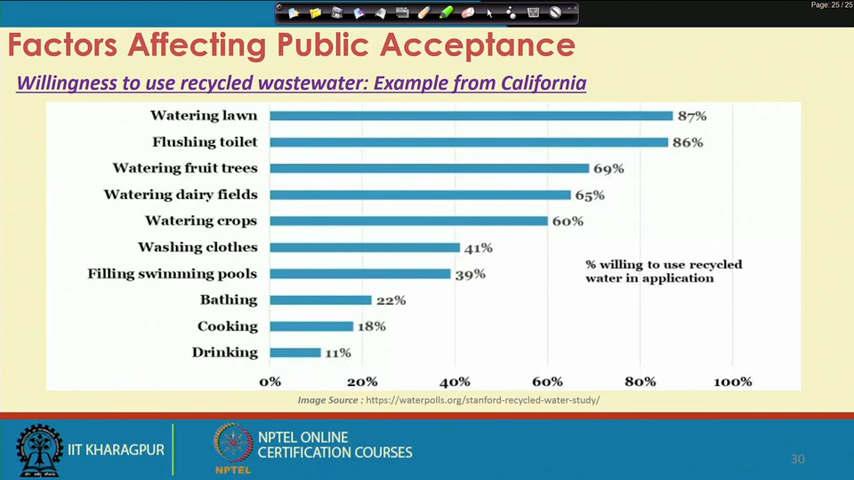 Page: 25 / 25
Factors Affecting Public Acceptance
Willingness to use recycled wastewater: Example from California
Watering lawn 87%
Flushing toilet 86%
Watering fruit trees 69%
Watering dairy fields 65%
Watering crops 60%
Washing clothes 41%
Filling swimming pools 39%
% willing to use recycled
water in application
Bathing 22%
Cooking 18%
Drinking 11%
0% 20% 40% 60% 80% 100%
Image Source : https://waterpolls.org/stanford-recycled-water-study/
IIT KHARAGPUR
NPTEL
NPTEL ONLINE
CERTIFICATION COURSES
30